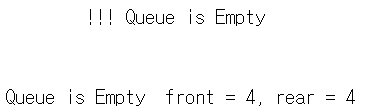 !!! Queue is Empty
Queue is Empty  front = 4, rear = 4